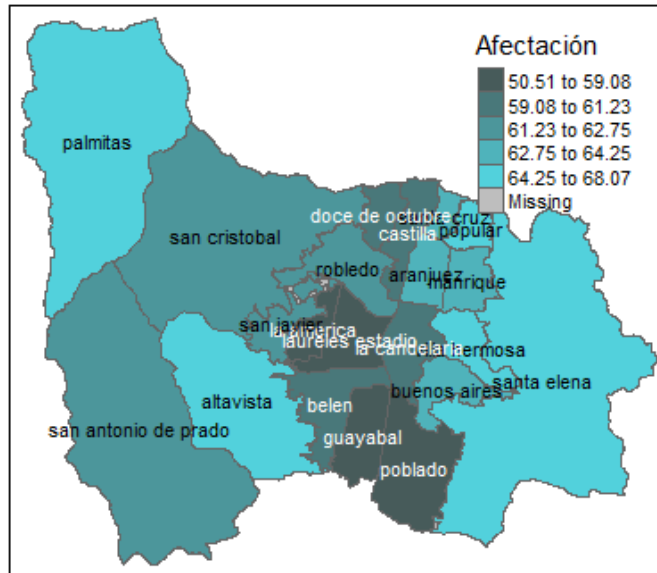 Afectación
50.51 to 59.08
59.08 to 61.23
61.23 to 62.75
62.75 to 64.25
64.25 to 68.07
Missing
palmitas
san cristobal
doce de octubre
cruz
castilla
popular
robledo
aranjuez
manrique
san javier
la america
laureles estadio
la candelaria
ermosa
santa elena
buenos aires
altavista
belen
san antonio de prado
guayabal
poblado